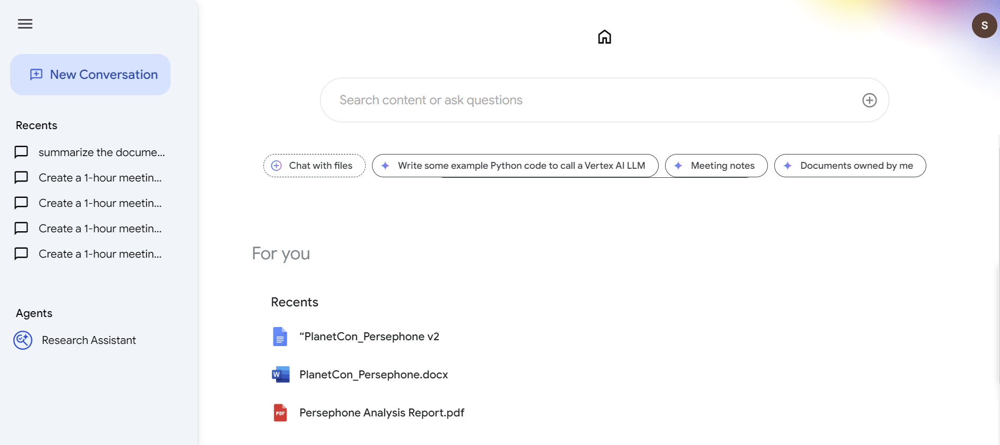 S
New Conversation
Search content or ask questions
Recents
summarize the docume...
Create a 1-hour meetin...
Create a 1-hour meetin...
Create a 1-hour meetin...
Create a 1-hour meetin...
Chat with files
Write some example Python code to call a Vertex AI LLM
Meeting notes
Documents owned by me
For you
Recents
“PlanetCon_Persephone v2
W
PlanetCon_Persephone.docx
PDF
Persephone Analysis Report.pdf
Agents
Research Assistant